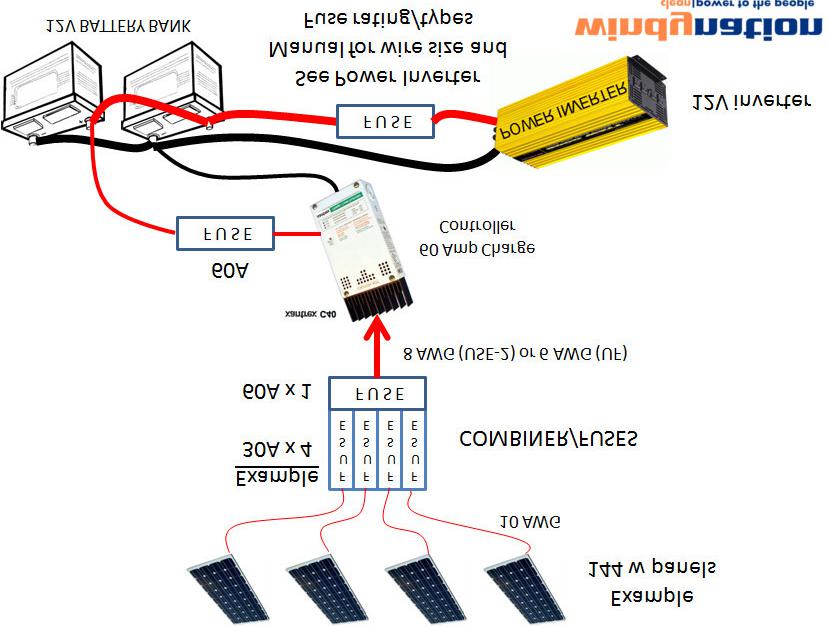 Example
144 w panels
10 AWG
Example
30A x 4
FUSE
FUSE
FUSE
FUSE
COMBINER/FUSES
60A x 1
FUSE
8 AWG (USE-2) or 6 AWG (UF)
xantrex C40
60A
FUSE
60 Amp Charge
Controller
POWER INVERTER
12V inverter
FUSE
See Power Inverter
Manual for wire size and
Fuse rating/types
12V BATTERY BANK
windynation
clean|power to the people